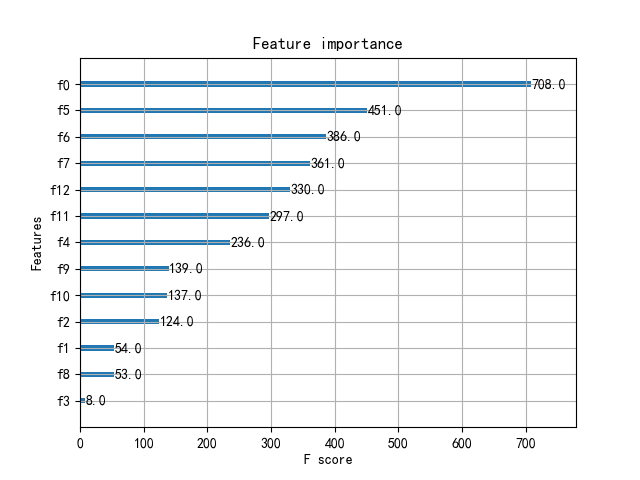 Feature importance
f0 708.0
f5 451.0
f6 386.0
f7 361.0
f12 330.0
f11 297.0
f4 236.0
f9 139.0
f10 137.0
f2 124.0
f1 54.0
f8 53.0
f3 8.0
Features
0 100 200 300 400 500 600 700
F score